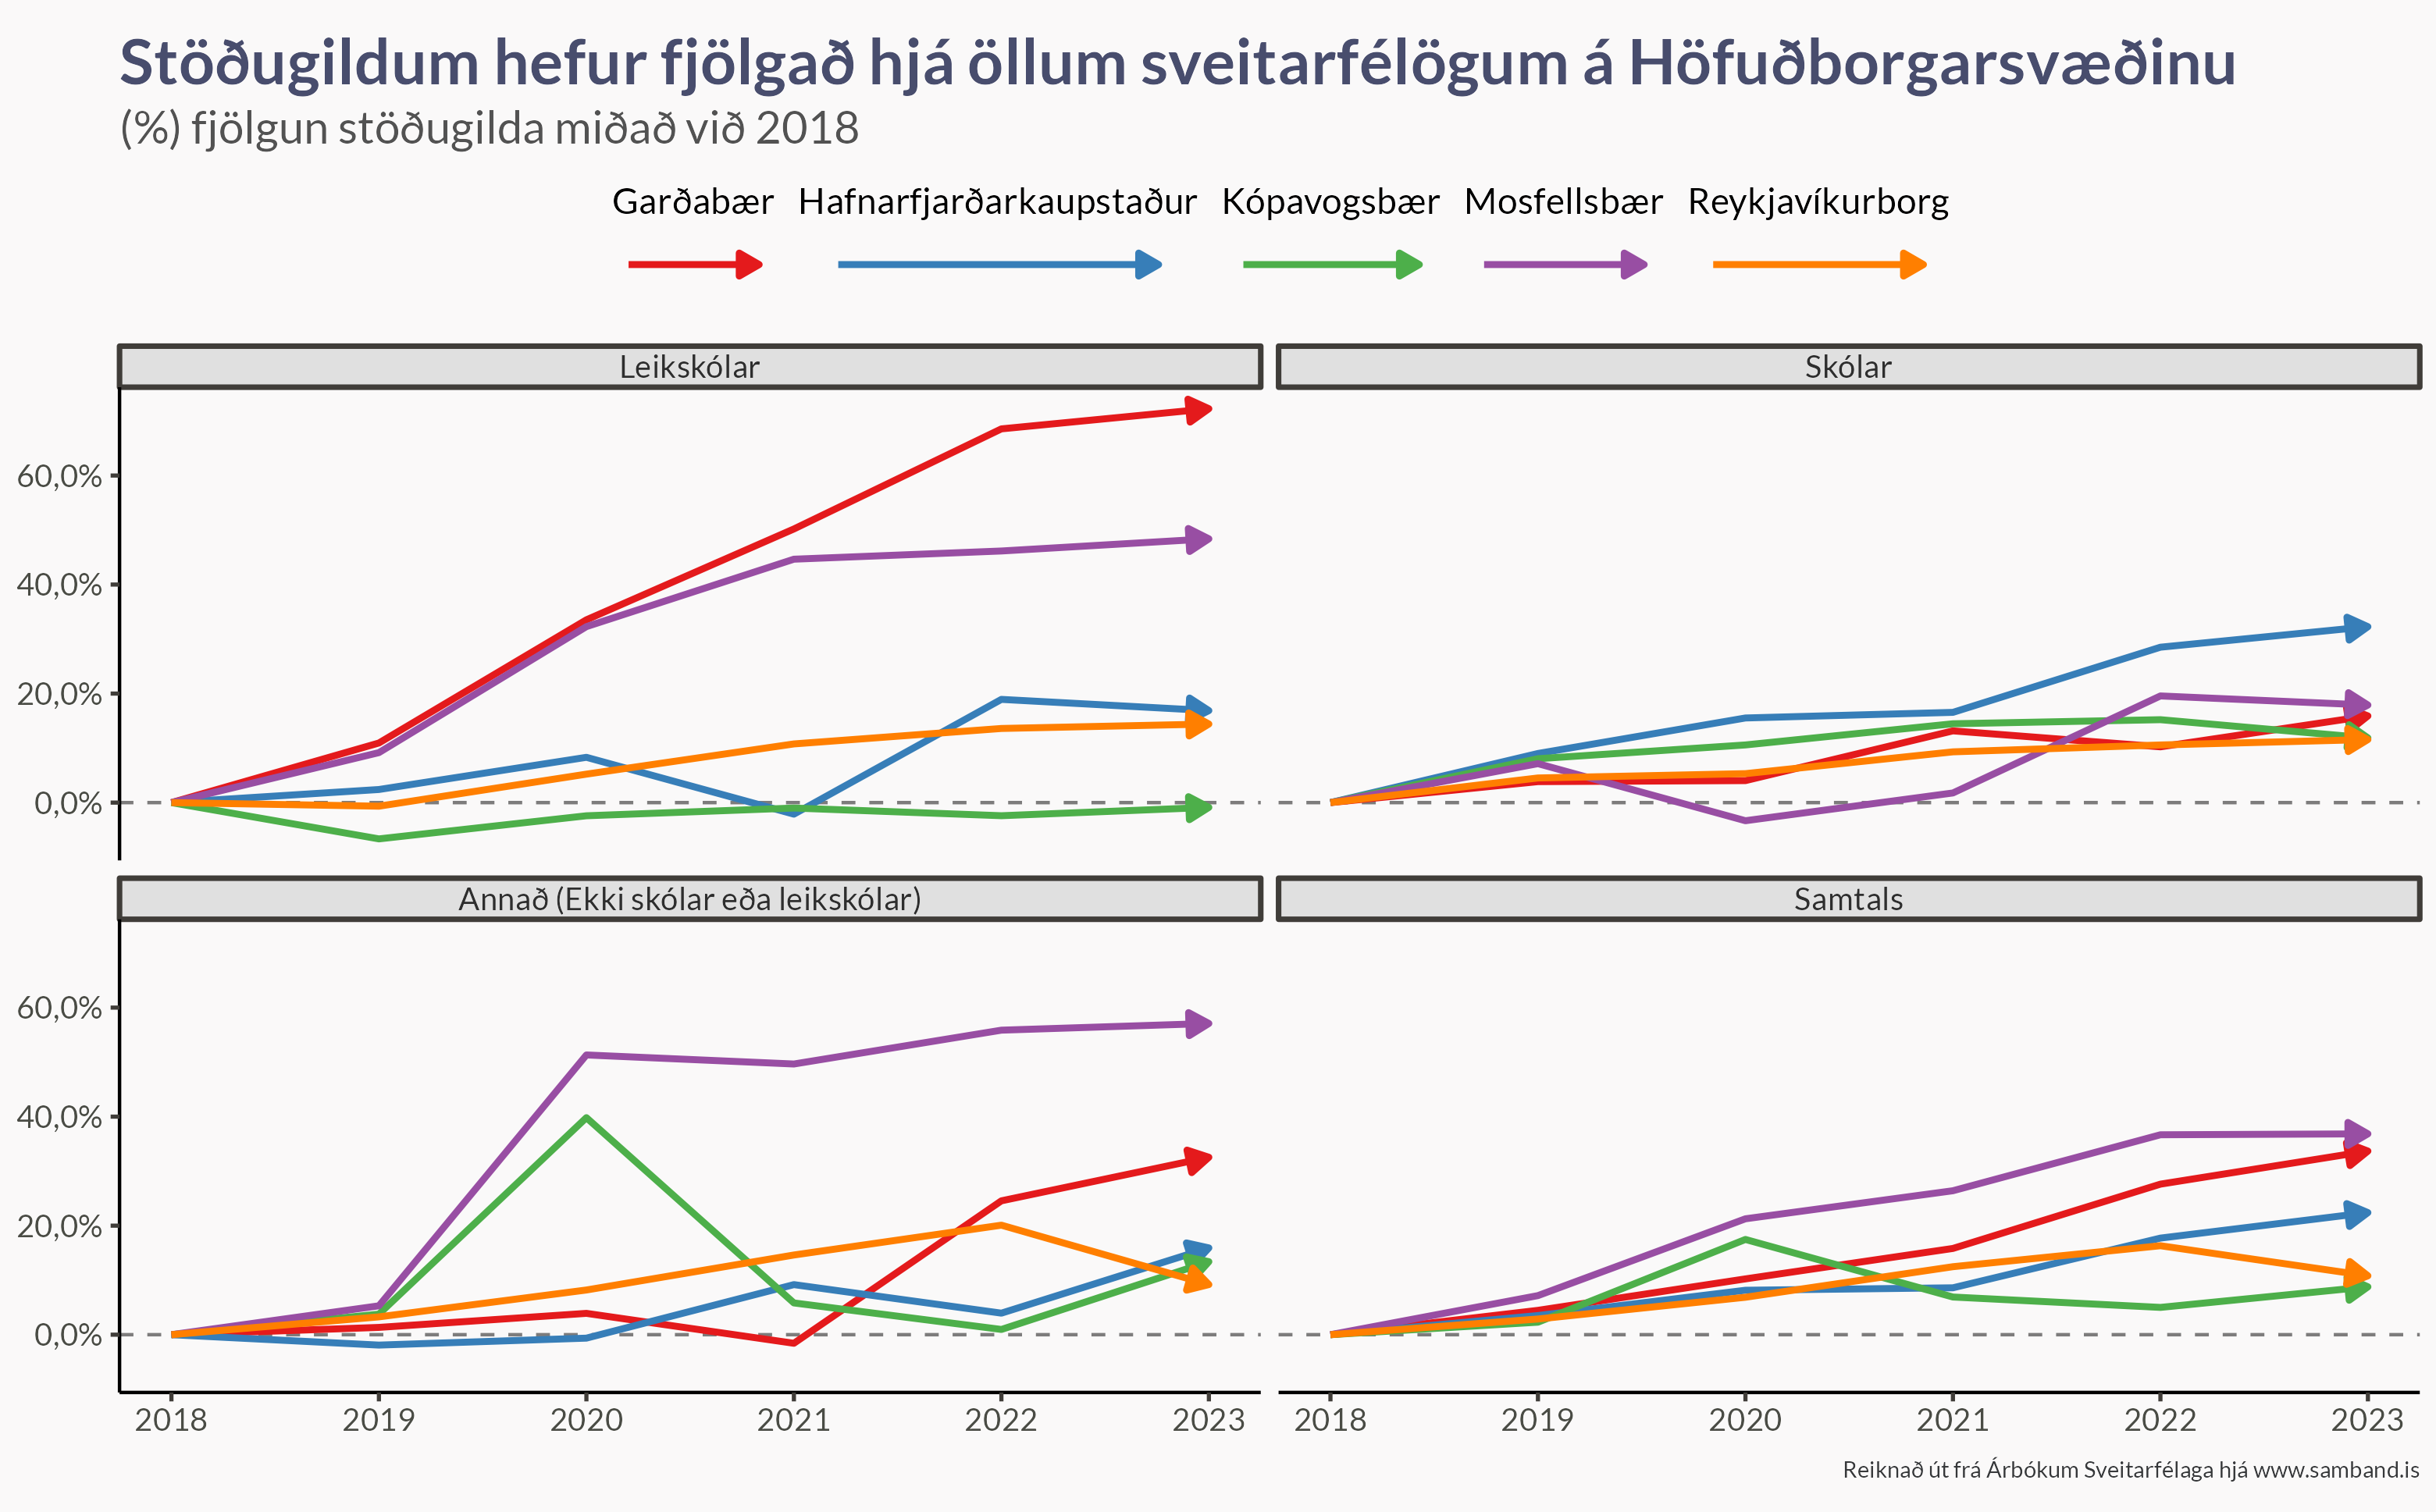 Stöðugildum hefur fjölgað hjá öllum sveitarfélögum á Höfuðborgarsvæðinu
(%) fjölgun stöðugilda miðað við 2018
Garðabær Hafnarfjarðarkaupstaður Kópavogsbær Mosfellsbær Reykjavíkurborg
Leikskólar Skólar
60,0%
40,0%
20,0%
0,0%
Annað (Ekki skólar eða leikskólar) Samtals
60,0%
40,0%
20,0%
0,0%
2018 2019 2020 2021 2022 2023 2018 2019 2020 2021 2022 2023
Reiknað út frá Árbókum Sveitarfélaga hjá www.samband.is